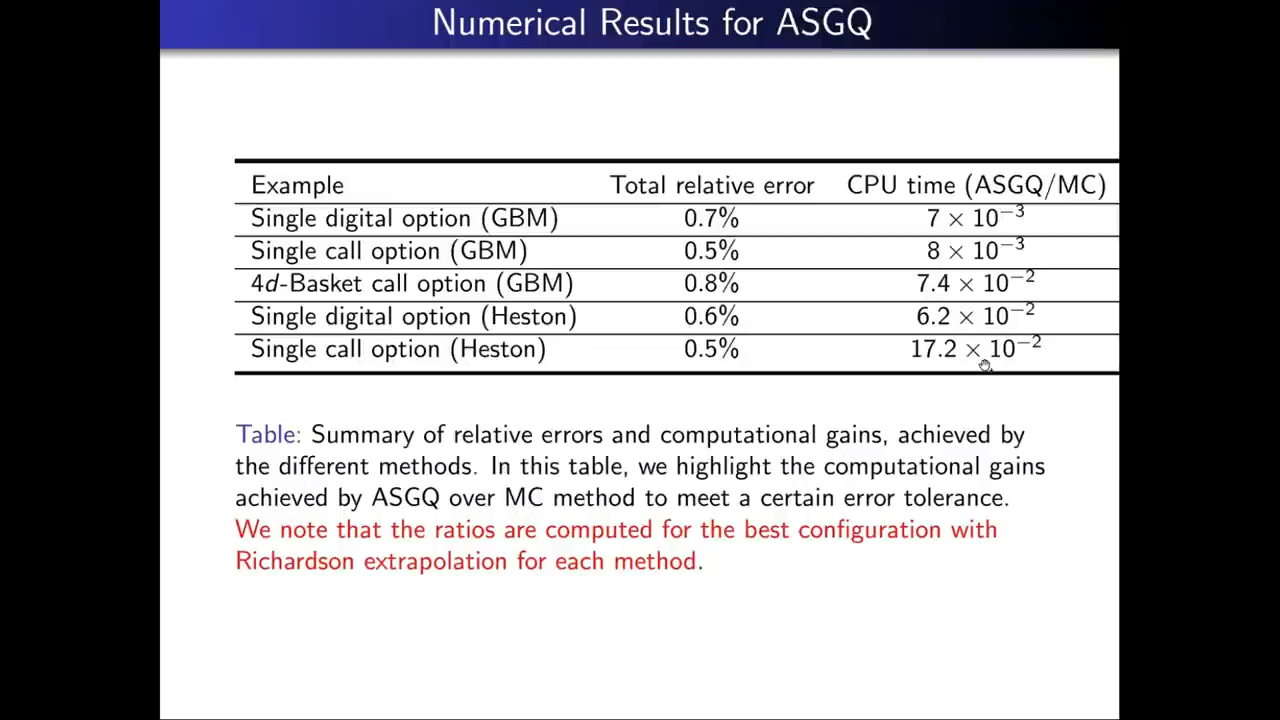 Numerical Results for ASGQ
Example Total relative error CPU time (ASGQ/MC)
Single digital option (GBM) 0.7% 7 × 10⁻³
Single call option (GBM) 0.5% 8 × 10⁻³
4d-Basket call option (GBM) 0.8% 7.4 × 10⁻²
Single digital option (Heston) 0.6% 6.2 × 10⁻²
Single call option (Heston) 0.5% 17.2 × 10⁻²
Table: Summary of relative errors and computational gains, achieved by
the different methods. In this table, we highlight the computational gains
achieved by ASGQ over MC method to meet a certain error tolerance.
We note that the ratios are computed for the best configuration with
Richardson extrapolation for each method.